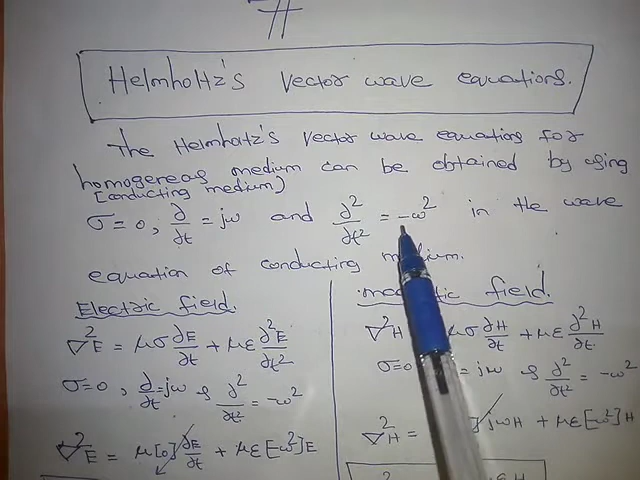 Helmholtz's vector wave equations.
The Helmholtz's vector wave equations for
homogereas medium can be obtained by using
[conducting medium]
σ=0, ∂/∂t = jω and ∂²/∂t² = -ω² in the wave
equation of conducting medium.
Electric field.
∇²E = μσ ∂E/∂t + με ∂²E/∂t²
σ=0, ∂/∂t = jω & ∂²/∂t² = -ω²
∇²E = μ[0] ∂E/∂t + με[-ω²]E
magnetic field.
∇²H μσ ∂H/∂t + με ∂²H/∂t²
σ=0 = jω & ∂²/∂t² = -ω²
∇²H = jωH + με[-ω²]H